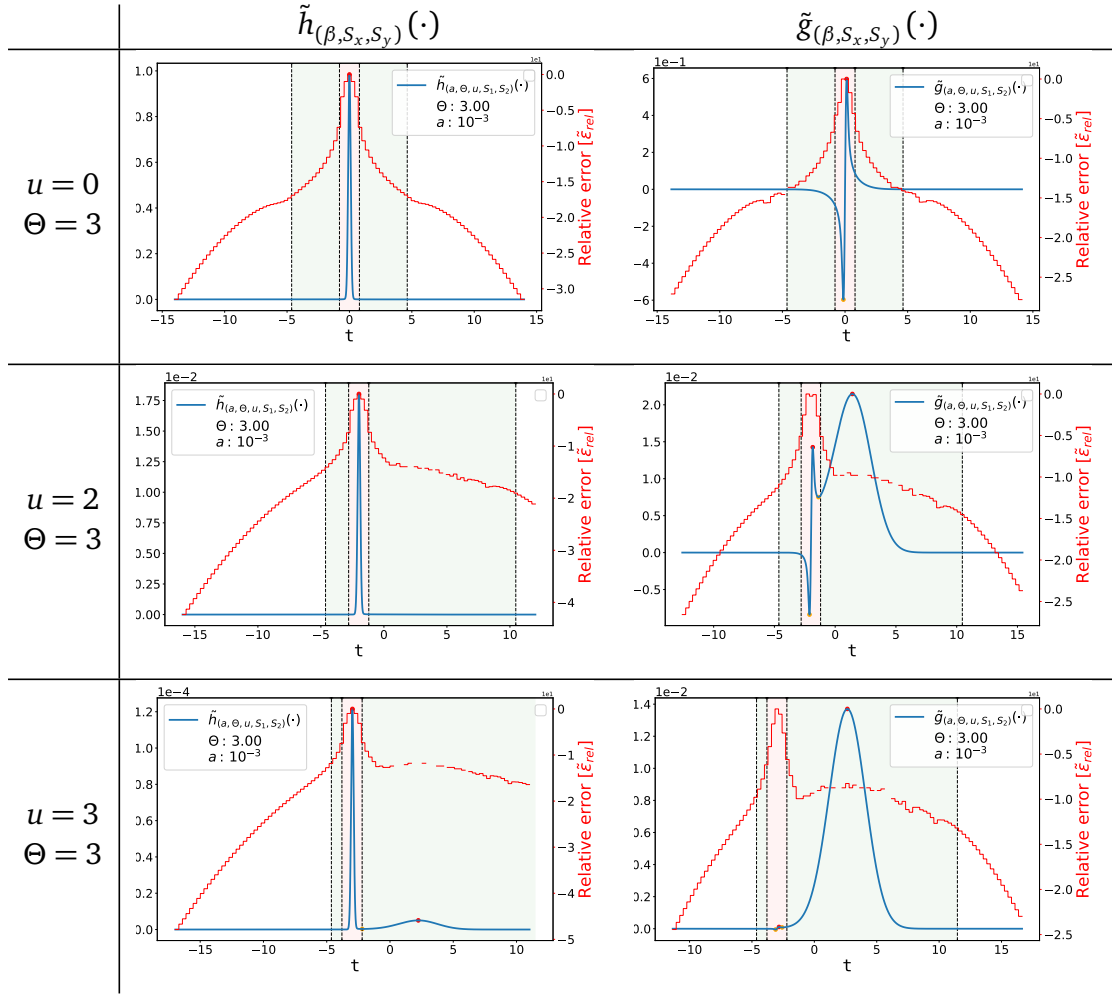 h̃(β,Sx,Sy)(·) g̃(β,Sx,Sy)(·)
u = 0
Θ = 3
1e1
h̃(a,Θ,u,S1,S2)(·)
Θ : 3.00
a : 10⁻³
1.0
0.8
0.6
0.4
0.2
0.0
0.0
−0.5
−1.0
−1.5
−2.0
−2.5
−3.0
Relative error [ε̃rel]
−15 −10 −5 0 5 10 15
t
6e−1
1e1
g̃(a,Θ,u,S1,S2)(·)
Θ : 3.00
a : 10⁻³
6
4
2
0
−2
−4
−6
0.0
−0.5
−1.0
−1.5
−2.0
−2.5
Relative error [ε̃rel]
−15 −10 −5 0 5 10 15
t
u = 2
Θ = 3
1e−2
1e1
h̃(a,Θ,u,S1,S2)(·)
Θ : 3.00
a : 10⁻³
1.75
1.50
1.25
1.00
0.75
0.50
0.25
0.00
0
−1
−2
−3
−4
Relative error [ε̃rel]
−15 −10 −5 0 5 10
t
1e−2
1e1
g̃(a,Θ,u,S1,S2)(·)
Θ : 3.00
a : 10⁻³
2.0
1.5
1.0
0.5
0.0
−0.5
0.0
−0.5
−1.0
−1.5
−2.0
−2.5
Relative error [ε̃rel]
−10 −5 0 5 10 15
t
u = 3
Θ = 3
1e−4
1e1
h̃(a,Θ,u,S1,S2)(·)
Θ : 3.00
a : 10⁻³
1.2
1.0
0.8
0.6
0.4
0.2
0.0
0
−1
−2
−3
−4
−5
Relative error [ε̃rel]
−15 −10 −5 0 5 10
t
1e−2
1e1
g̃(a,Θ,u,S1,S2)(·)
Θ : 3.00
a : 10⁻³
1.4
1.2
1.0
0.8
0.6
0.4
0.2
0.0
0.0
−0.5
−1.0
−1.5
−2.0
−2.5
Relative error [ε̃rel]
−10 −5 0 5 10 15
t